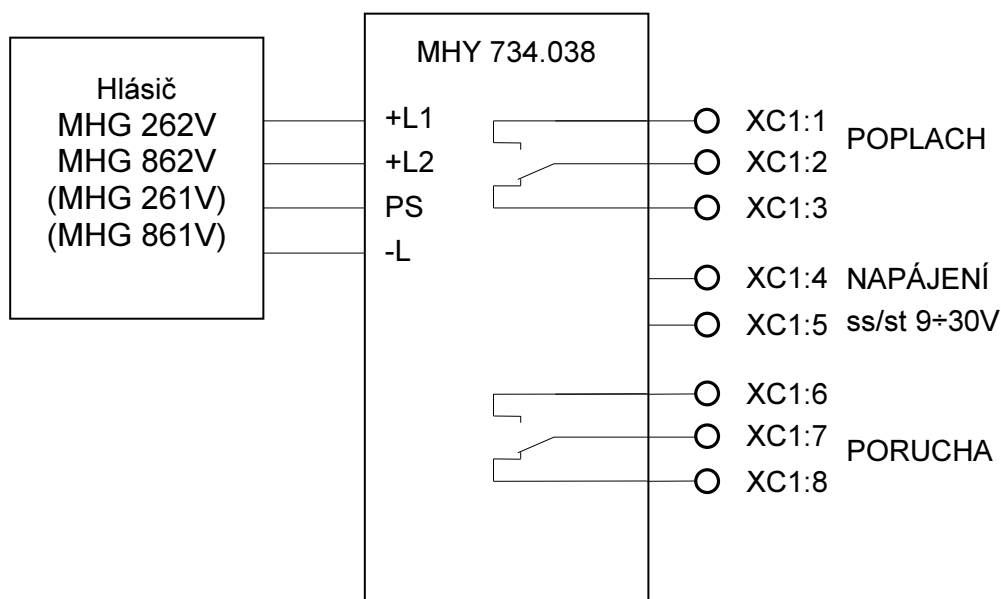 Hlásič
MHG 262V
MHG 862V
(MHG 261V)
(MHG 861V)
MHY 734.038
+L1
+L2
PS
-L
XC1:1
XC1:2
XC1:3
POPLACH
XC1:4
XC1:5
NAPÁJENÍ
ss/st 9÷30V
XC1:6
XC1:7
XC1:8
PORUCHA